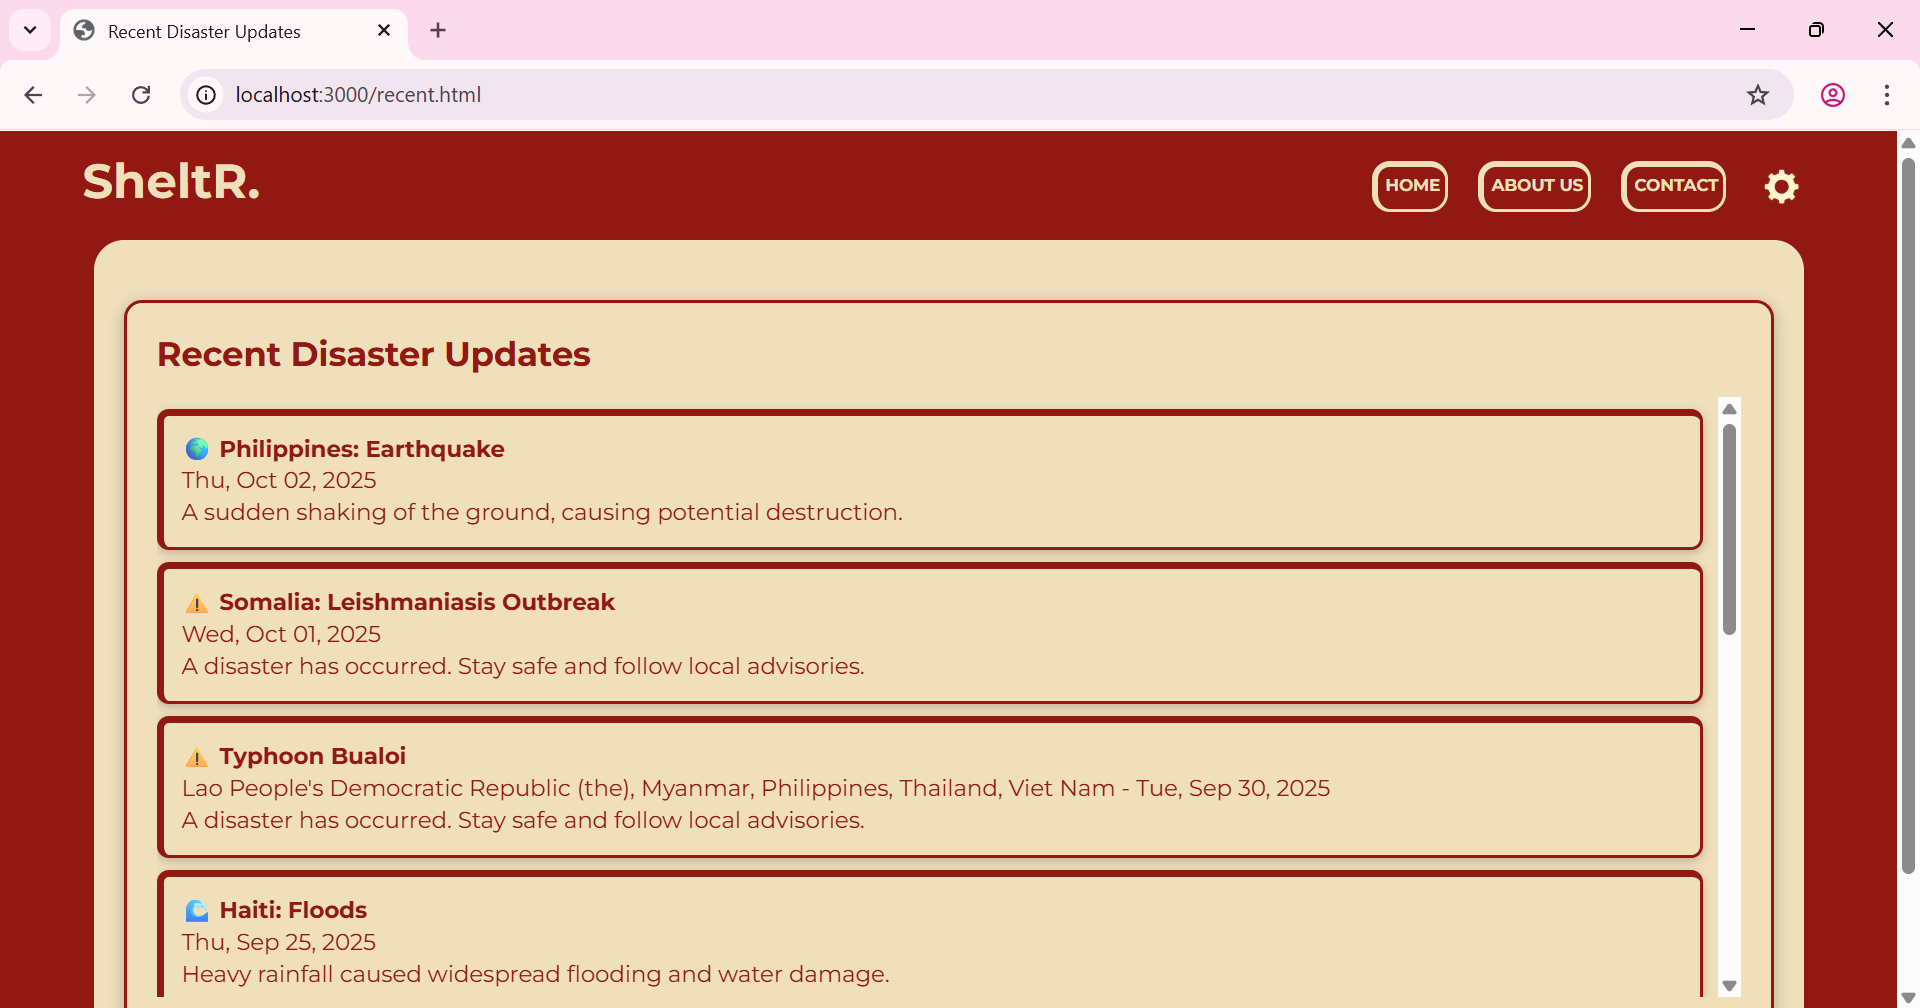 Recent Disaster Updates
localhost:3000/recent.html
SheltR.
HOME
ABOUT US
CONTACT
Recent Disaster Updates
Philippines: Earthquake
Thu, Oct 02, 2025
A sudden shaking of the ground, causing potential destruction.
Somalia: Leishmaniasis Outbreak
Wed, Oct 01, 2025
A disaster has occurred. Stay safe and follow local advisories.
Typhoon Bualoi
Lao People's Democratic Republic (the), Myanmar, Philippines, Thailand, Viet Nam - Tue, Sep 30, 2025
A disaster has occurred. Stay safe and follow local advisories.
Haiti: Floods
Thu, Sep 25, 2025
Heavy rainfall caused widespread flooding and water damage.